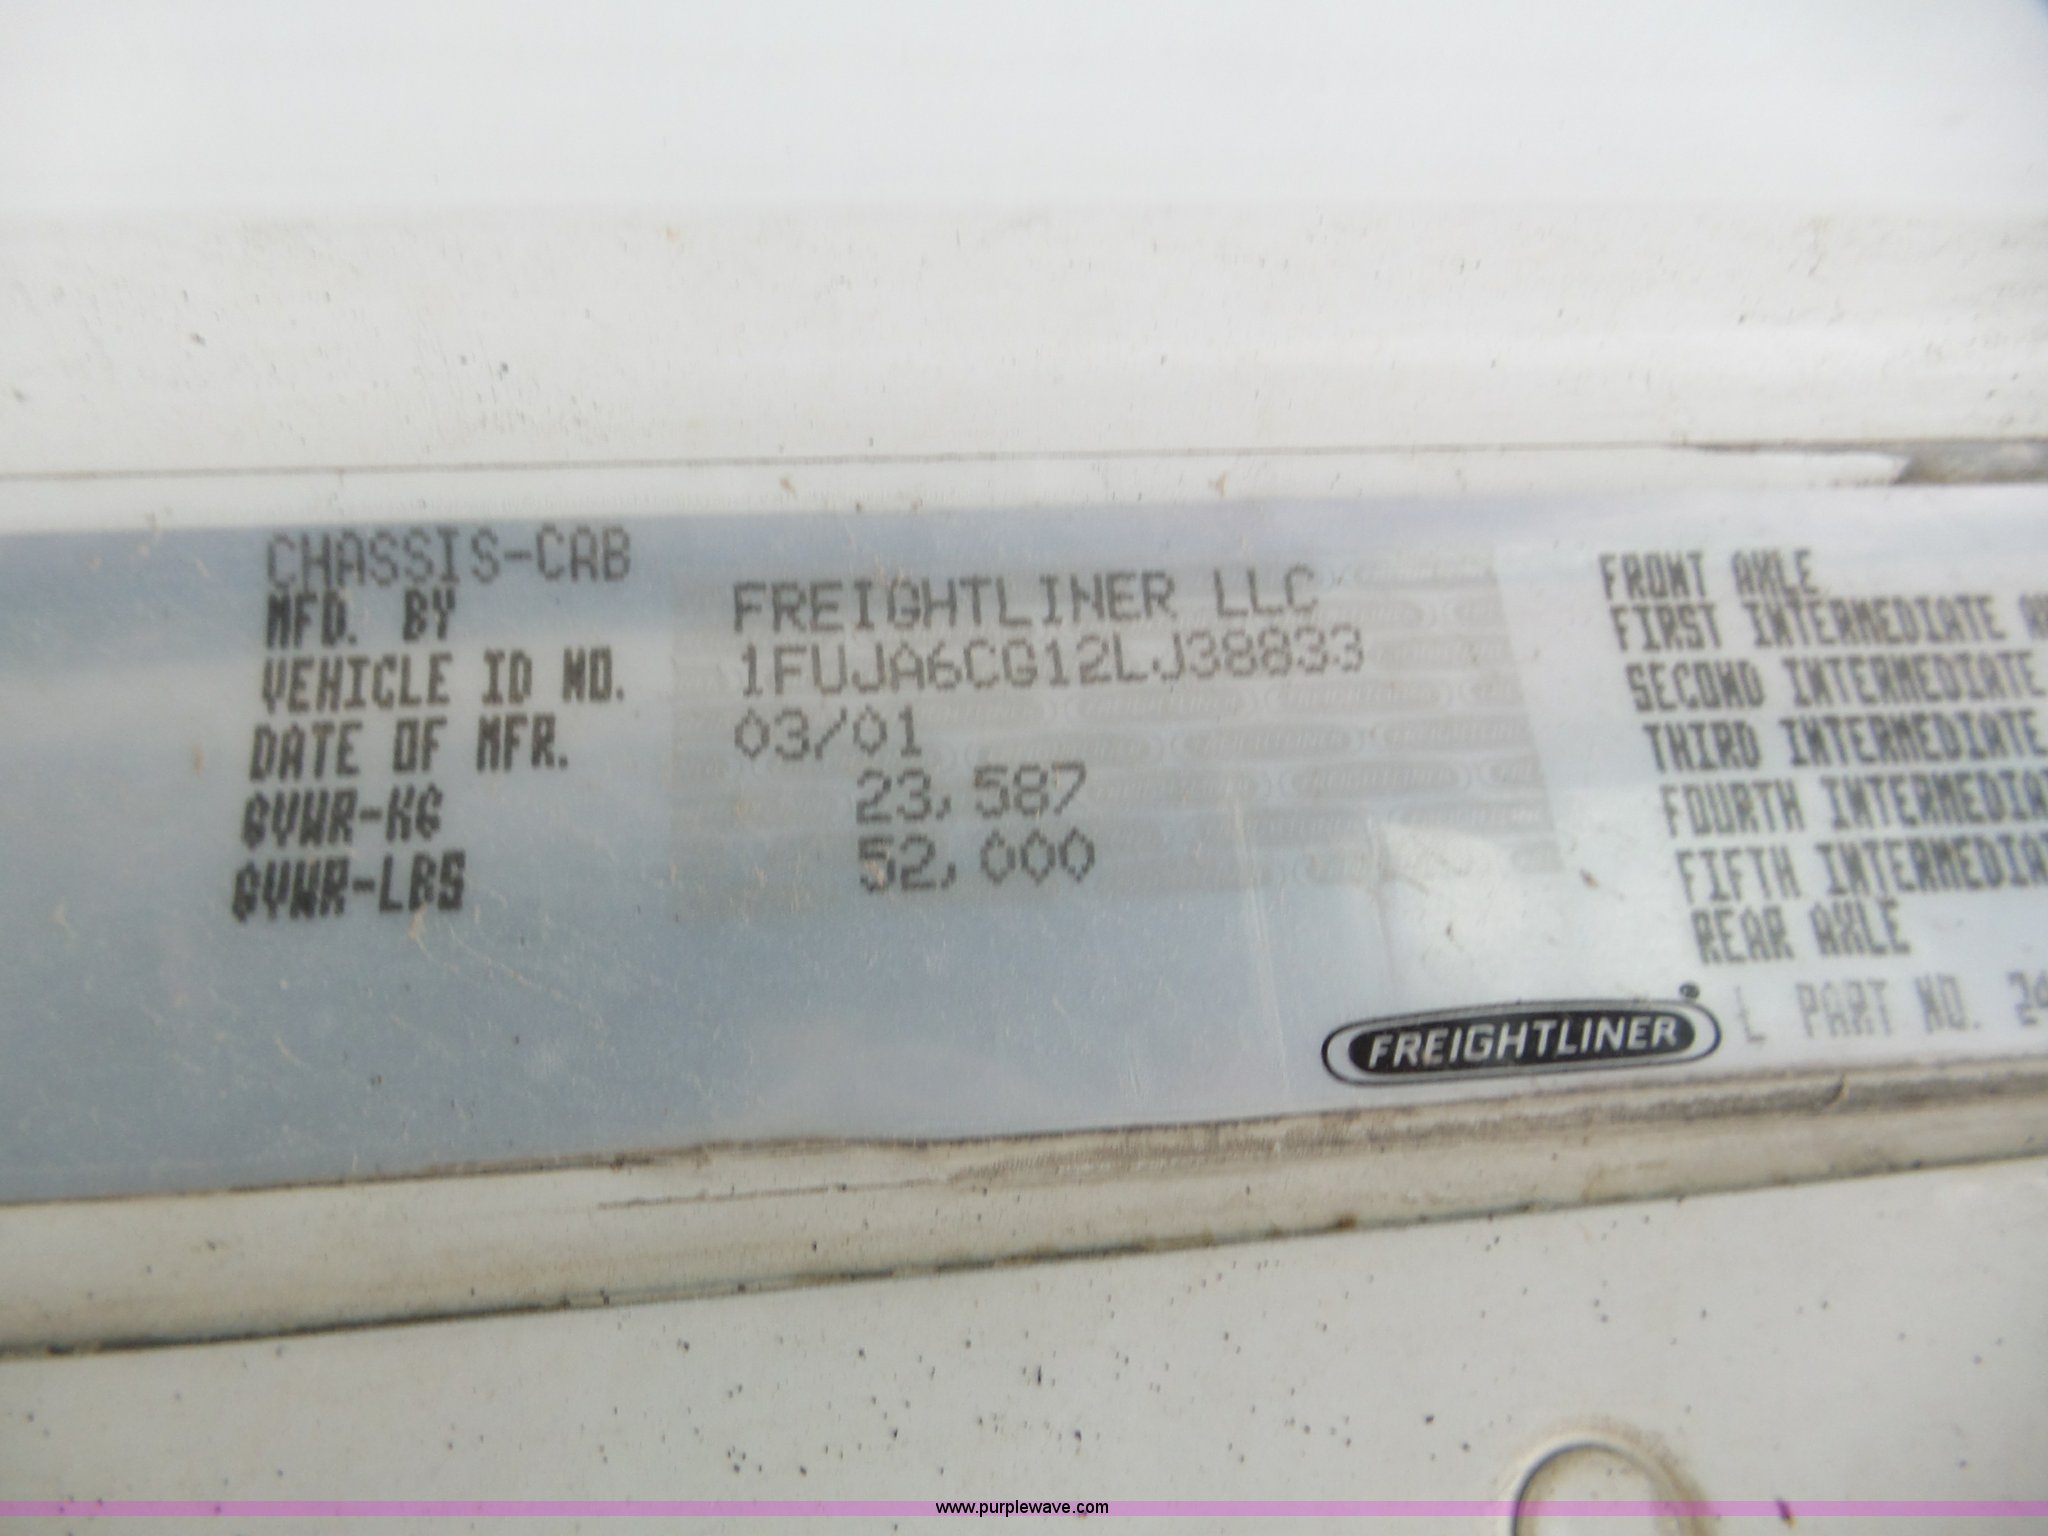 CHASSIS-CAB
MFD. BY FREIGHTLINER LLC
VEHICLE ID NO. 1FUJA6CG12LJ38833
DATE OF MFR. 03/01
GVWR-KG 23,587
GVWR-LBS 52,000
FRONT AXLE
FIRST INTERMEDIATE
SECOND INTERMEDIATE
THIRD INTERMEDIATE
FOURTH INTERMEDIAT
FIFTH INTERMEDIAT
REAR AXLE
FREIGHTLINER
L PART NO.
www.purplewave.com